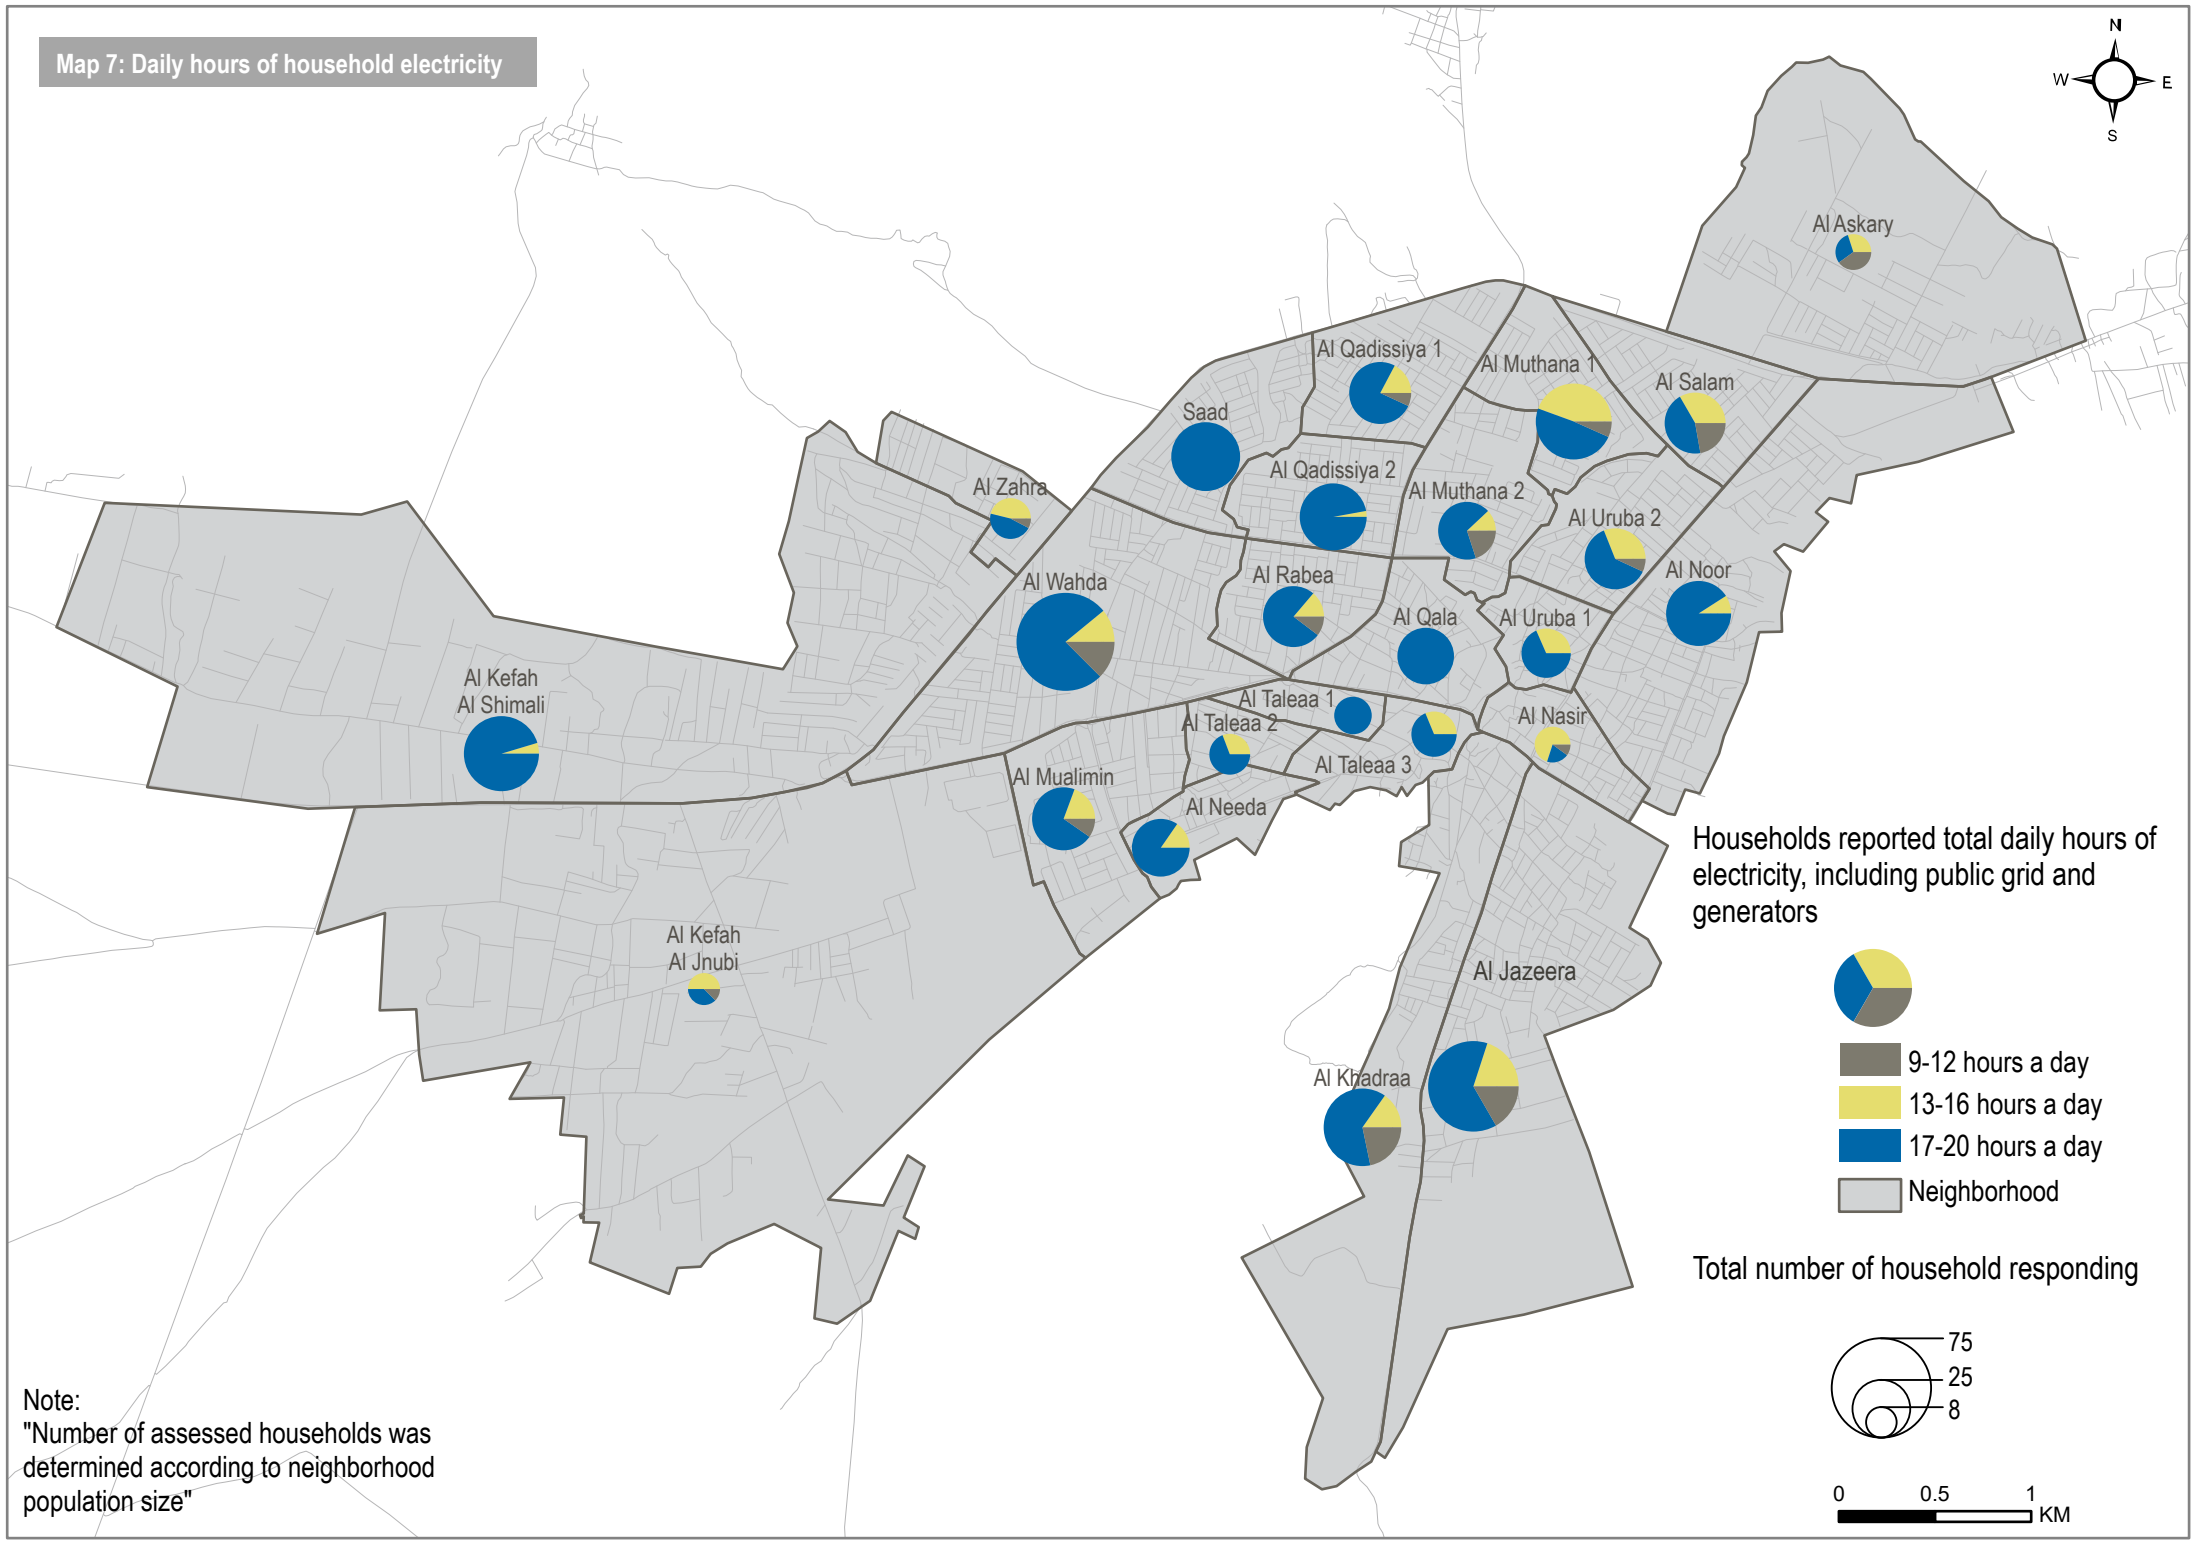 Map 7: Daily hours of household electricity
N
W
E
S
Al Askary
Al Qadissiya 1
Al Muthana 1
Al Salam
Saad
Al Qadissiya 2
Al Muthana 2
Al Zahra
Al Uruba 2
Al Wahda
Al Rabea
Al Noor
Al Qala
Al Uruba 1
Al Kefah
Al Shimali
Al Taleaa 1
Al Taleaa 2
Al Nasir
Al Taleaa 3
Al Mualimin
Al Needa
Al Kefah
Al Jnubi
Al Jazeera
Al Khadraa
Households reported total daily hours of
electricity, including public grid and
generators
9-12 hours a day
13-16 hours a day
17-20 hours a day
Neighborhood
Total number of household responding
75
25
8
0 0.5 1
KM
Note:
"Number of assessed households was
determined according to neighborhood
population size"